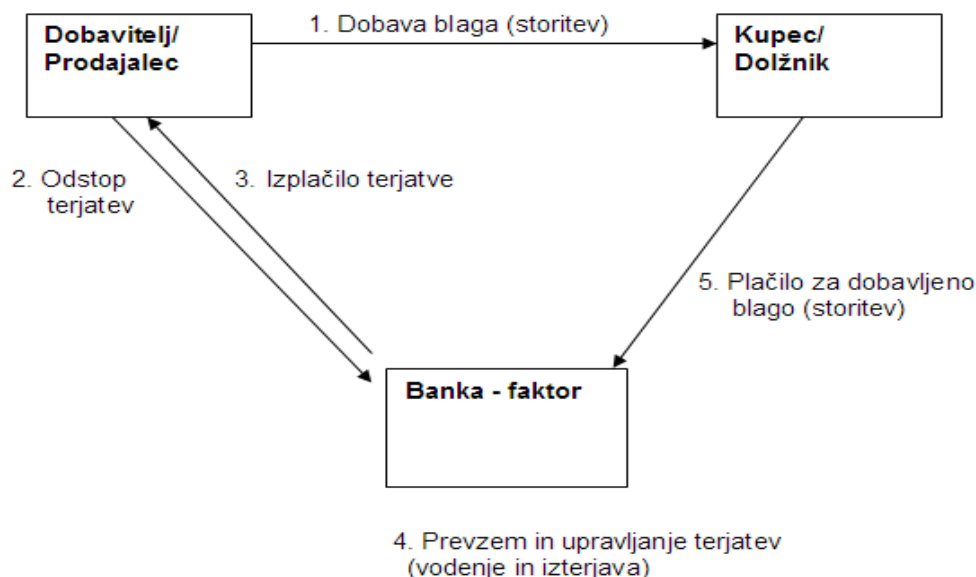 Dobavitelj/
Prodajalec
1. Dobava blaga (storitev)
Kupec/
Dolžnik
2. Odstop
terjatev
3. Izplačilo terjatve
5. Plačilo za dobavljeno
blago (storitev)
Banka - faktor
4. Prevzem in upravljanje terjatev
(vodenje in izterjava)